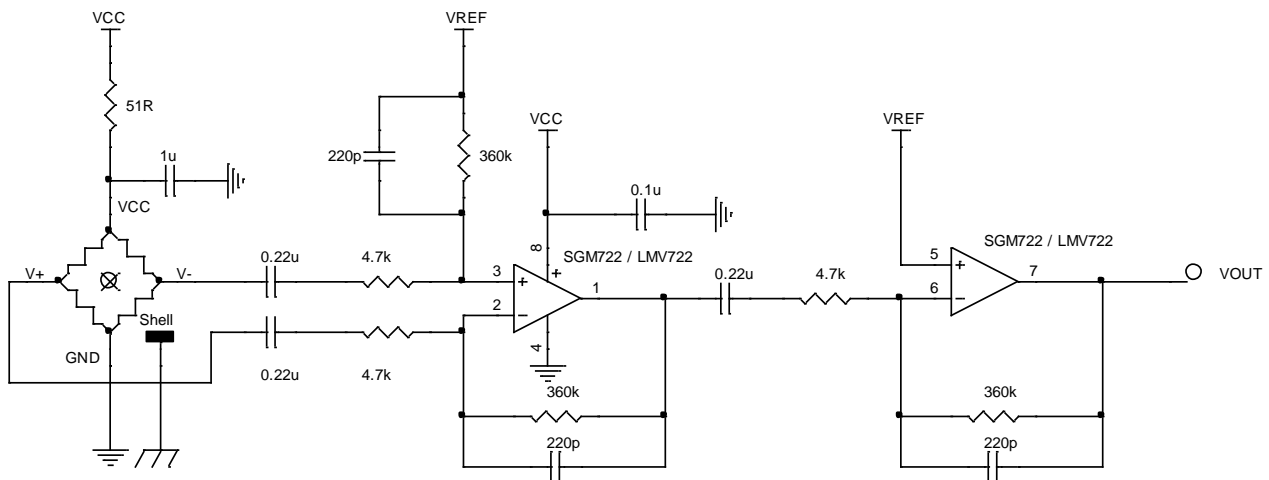 VCC
VREF
51R
VCC
VREF
220p
360k
1u
0.1u
VCC
8
SGM722 / LMV722
SGM722 / LMV722
V+
V-
0.22u
4.7k
3
+
+
1
0.22u
4.7k
5
+
7
VOUT
2
−
6
−
Shell
4
GND
0.22u
4.7k
360k
360k
220p
220p